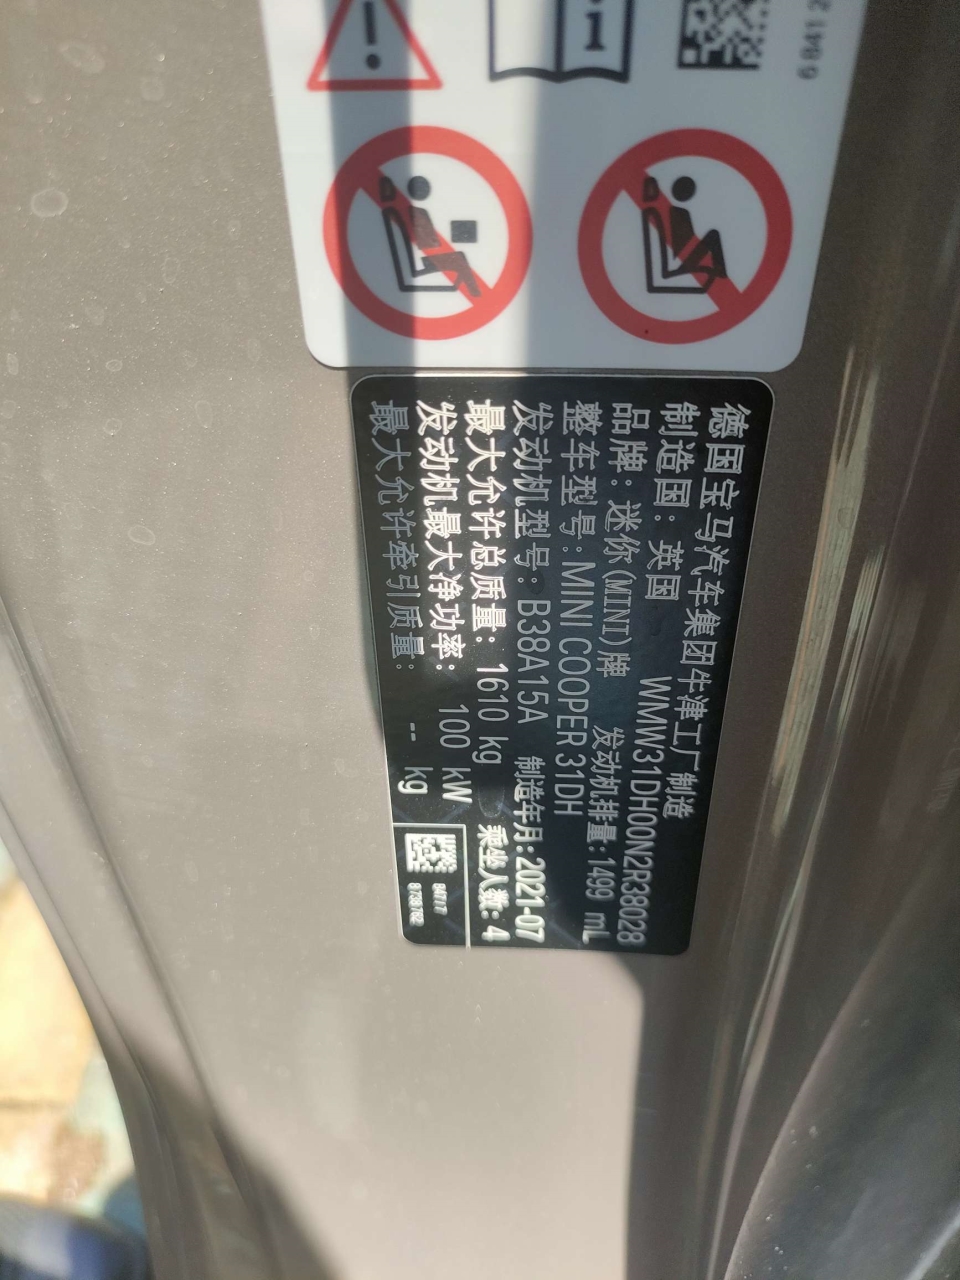 6 841 2
德国宝马汽车集团牛津工厂制造
制造国：英国 WMW31DH00N2R38028
品牌：迷你(MINI)牌 发动机排量:1499 mL
整车型号:MINI COOPER 31DH
发动机型号：B38A15A 制造年月:2021-07
最大允许总质量：1610 kg 乘坐人数: 4
发动机最大净功率: 100 kW
最大允许牵引质量: -- kg